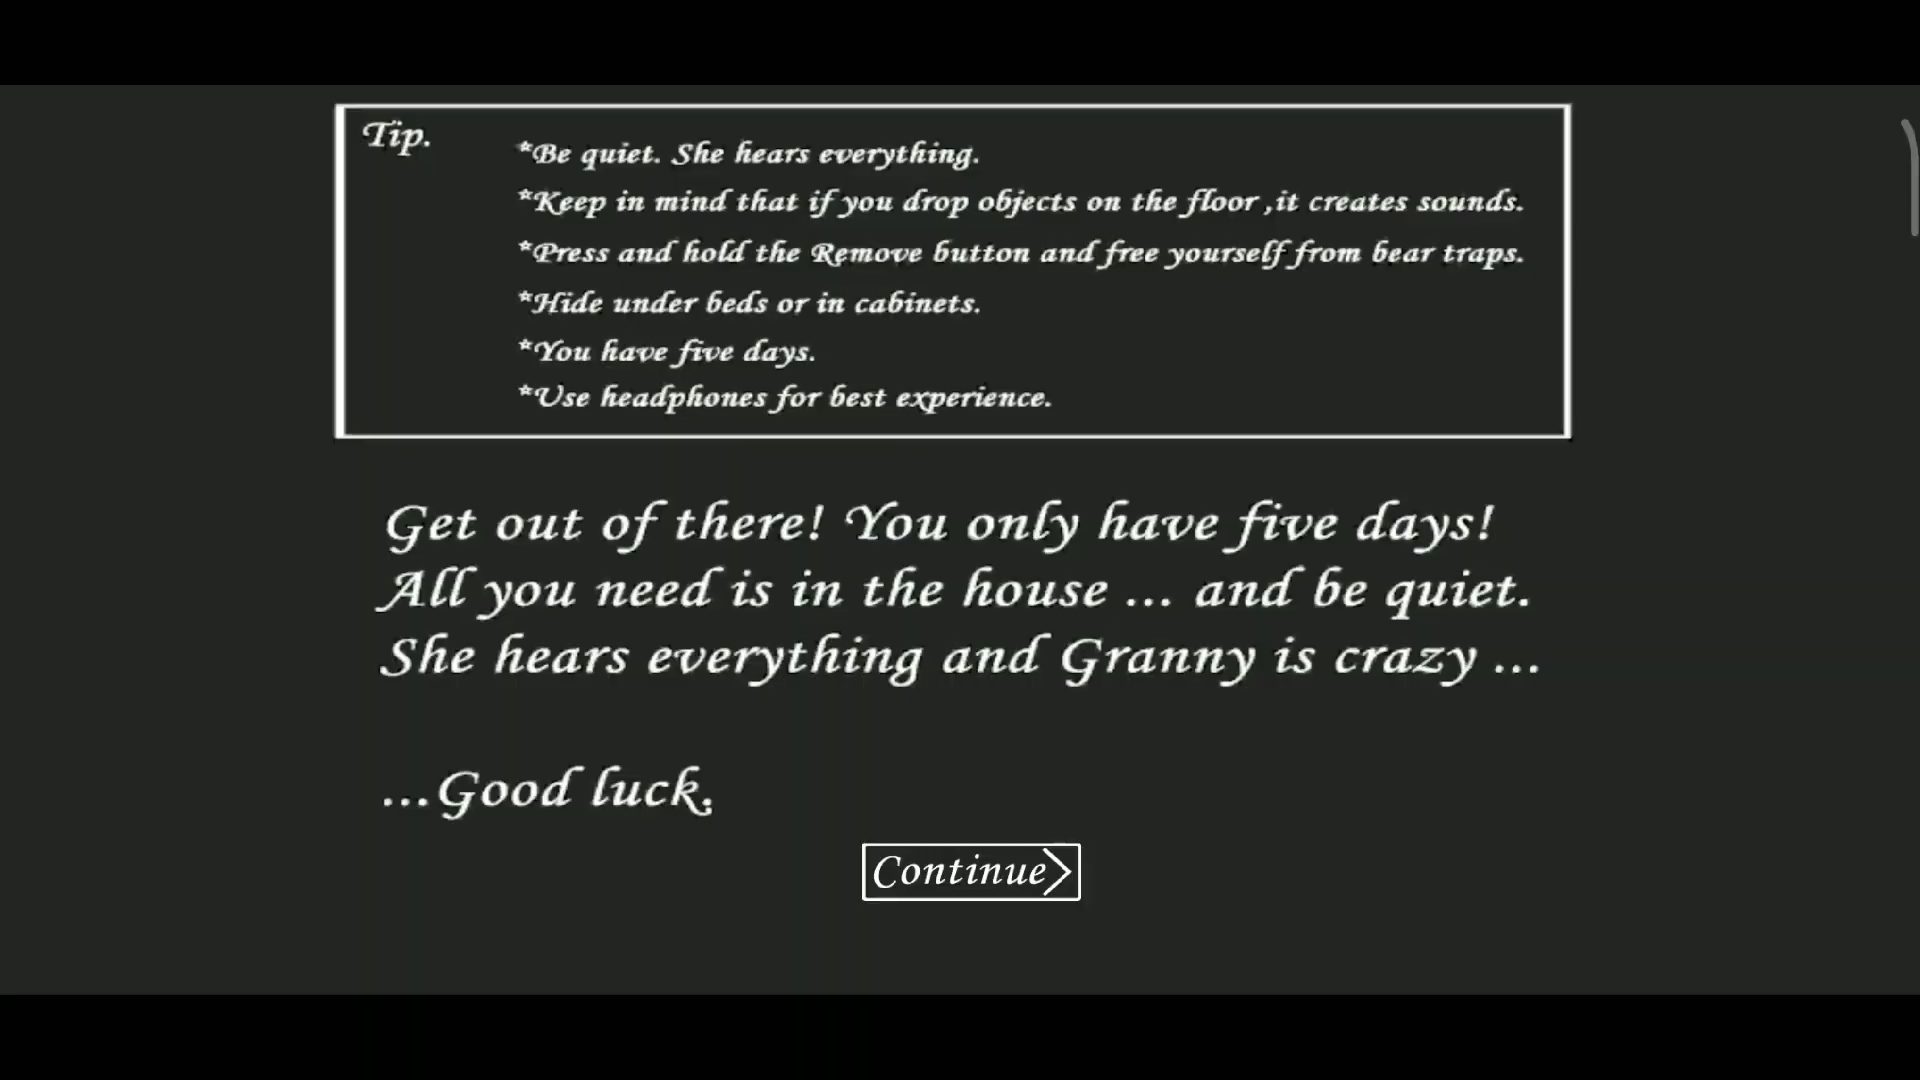 Tip.
*Be quiet. She hears everything.
*Keep in mind that if you drop objects on the floor ,it creates sounds.
*Press and hold the Remove button and free yourself from bear traps.
*Hide under beds or in cabinets.
*You have five days.
*Use headphones for best experience.
Get out of there! You only have five days!
All you need is in the house ... and be quiet.
She hears everything and Granny is crazy ...
...Good luck.
Continue>